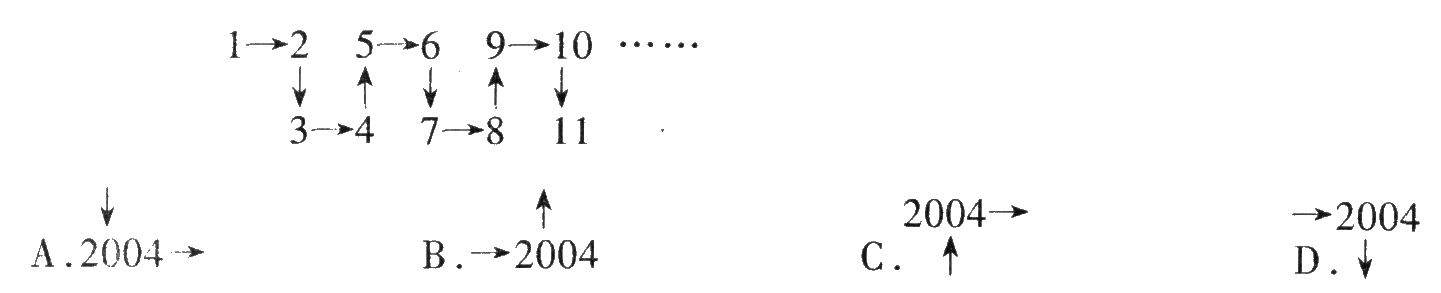 1→2 5→6 9→10 ……
↓ ↑ ↓ ↑ ↓
3→4 7→8 11
↓ ↑ 2004→ →2004
A.2004→ B.→2004 C. ↑ D. ↓